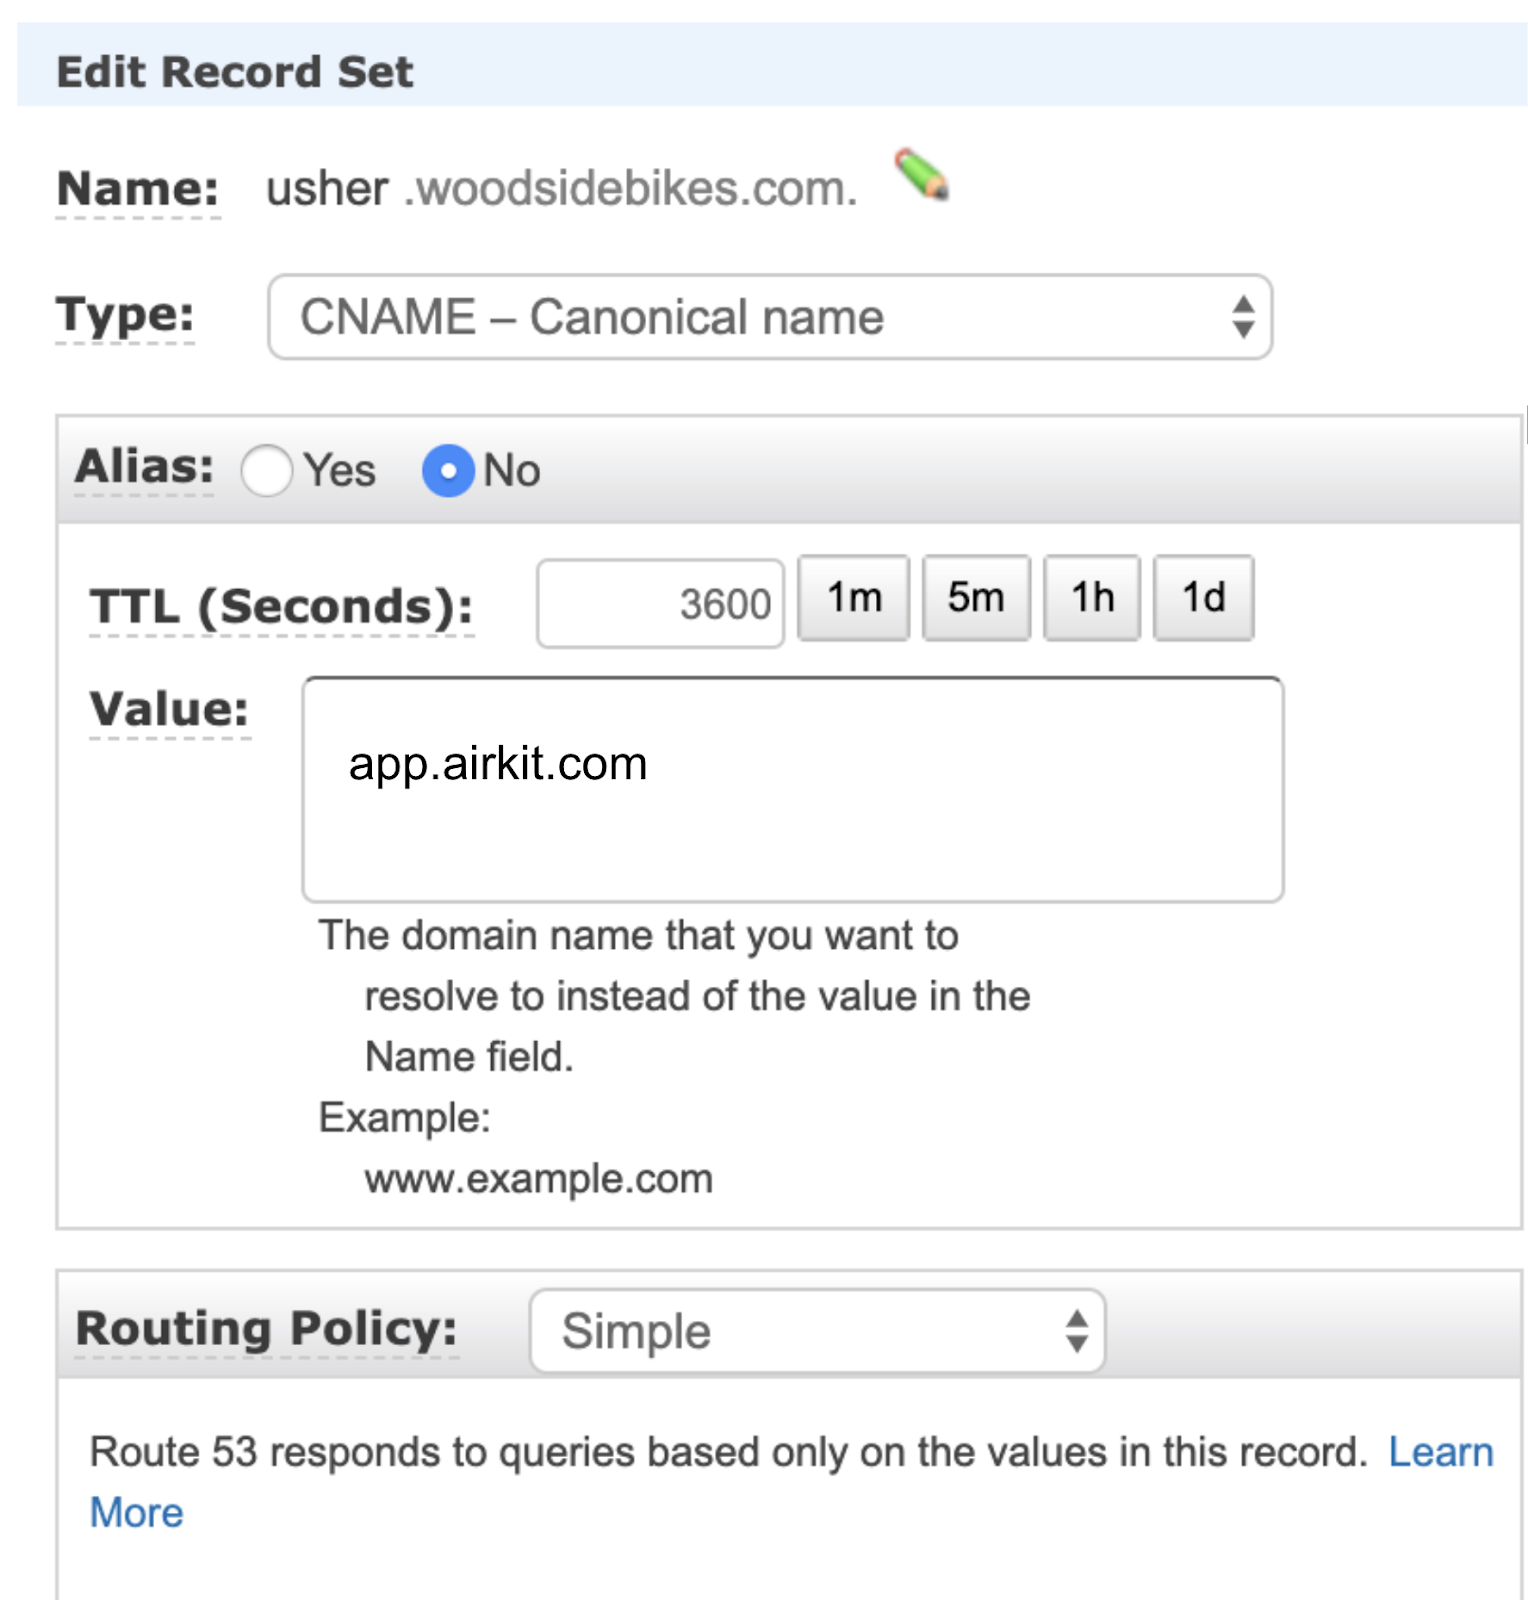 Edit Record Set
Name: usher .woodsidebikes.com.
Type: CNAME – Canonical name
Alias: Yes No
TTL (Seconds): 3600 1m 5m 1h 1d
Value:
app.airkit.com
The domain name that you want to
resolve to instead of the value in the
Name field.
Example:
www.example.com
Routing Policy: Simple
Route 53 responds to queries based only on the values in this record. Learn
More